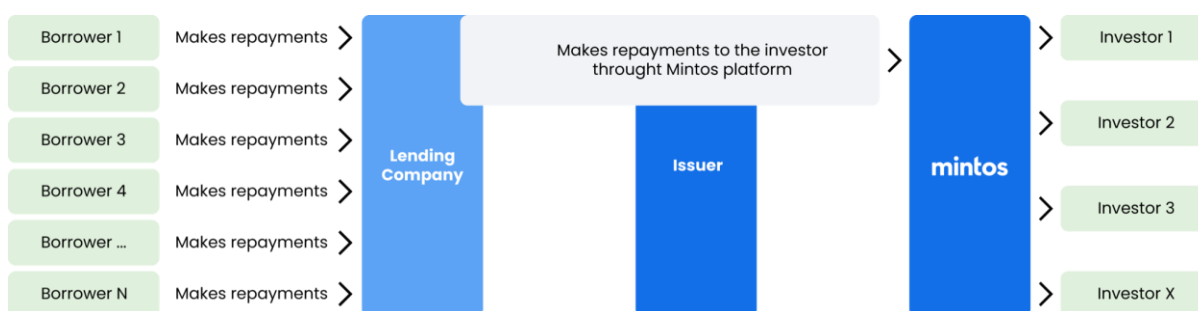 Borrower 1 Makes repayments
Makes repayments to the investor
throught Mintos platform
Investor 1
Borrower 2 Makes repayments
Investor 2
Borrower 3 Makes repayments
Lending
Company
Issuer
mintos
Borrower 4 Makes repayments
Investor 3
Borrower ... Makes repayments
Borrower N Makes repayments
Investor X